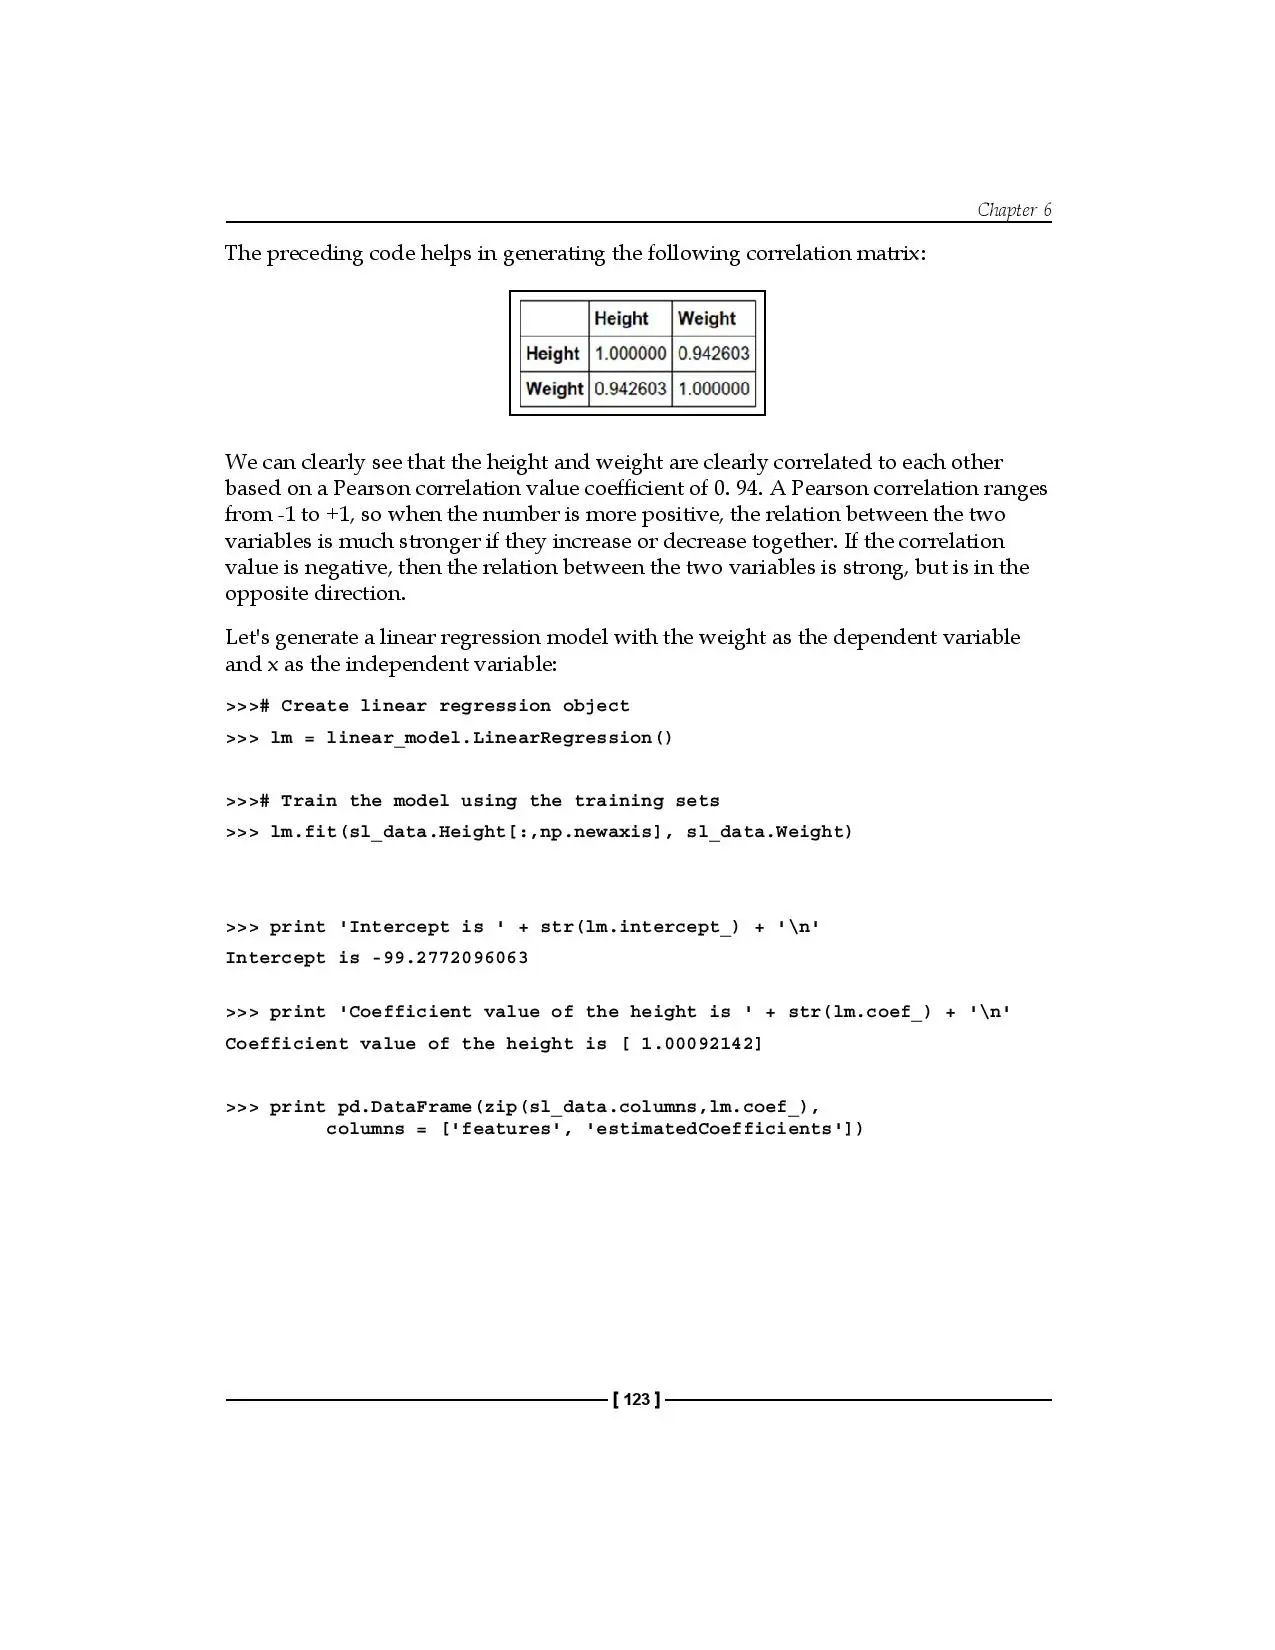 Chapter 6
The preceding code helps in generating the following correlation matrix:
Height Weight
Height 1.000000 0.942603
Weight 0.942603 1.000000
We can clearly see that the height and weight are clearly correlated to each other
based on a Pearson correlation value coefficient of 0. 94. A Pearson correlation ranges
from -1 to +1, so when the number is more positive, the relation between the two
variables is much stronger if they increase or decrease together. If the correlation
value is negative, then the relation between the two variables is strong, but is in the
opposite direction.
Let's generate a linear regression model with the weight as the dependent variable
and x as the independent variable:
>>># Create linear regression object
>>> lm = linear_model.LinearRegression()
>>># Train the model using the training sets
>>> lm.fit(sl_data.Height[:,np.newaxis], sl_data.Weight)
>>> print 'Intercept is ' + str(lm.intercept_) + '\n'
Intercept is -99.2772096063
>>> print 'Coefficient value of the height is ' + str(lm.coef_) + '\n'
Coefficient value of the height is [ 1.00092142]
>>> print pd.DataFrame(zip(sl_data.columns,lm.coef_),
columns = ['features', 'estimatedCoefficients'])
[ 123 ]